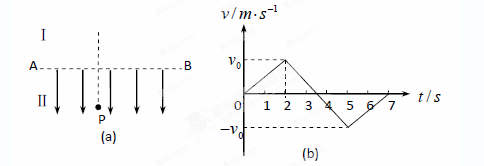 I
A B
II
P
(a)
v/m·s⁻¹
v₀
0 1 2 3 4 5 6 7 t/s
−v₀
(b)